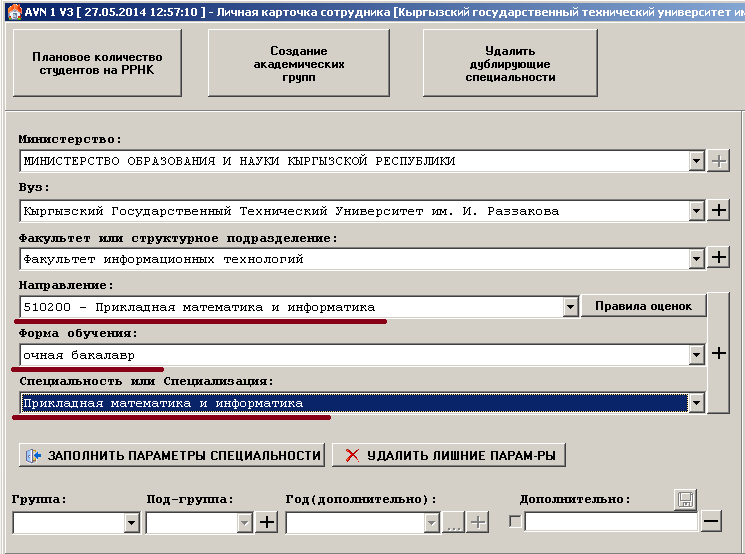 AVN 1 V3 [ 27.05.2014 12:57:10 ] - Личная карточка сотрудника [Кыргызский государственный технический университет им
Плановое количество
студентов на РРНК
Создание
академических
групп
Удалить
дублирующие
специальности
Министерство:
МИНИСТЕРСТВО ОБРАЗОВАНИЯ И НАУКИ КЫРГЫЗСКОЙ РЕСПУБЛИКИ
Вуз:
Кыргызский Государственный Технический Университет им. И. Раззакова
Факультет или структурное подразделение:
Факультет информационных технологий
Направление:
510200 - Прикладная математика и информатика
Правила оценок
Форма обучения:
очная бакалавр
Специальность или Специализация:
Прикладная математика и информатика
ЗАПОЛНИТЬ ПАРАМЕТРЫ СПЕЦИАЛЬНОСТИ
УДАЛИТЬ ЛИШНИЕ ПАРАМ-РЫ
Группа:
Под-группа:
Год(дополнительно):
Дополнительно: